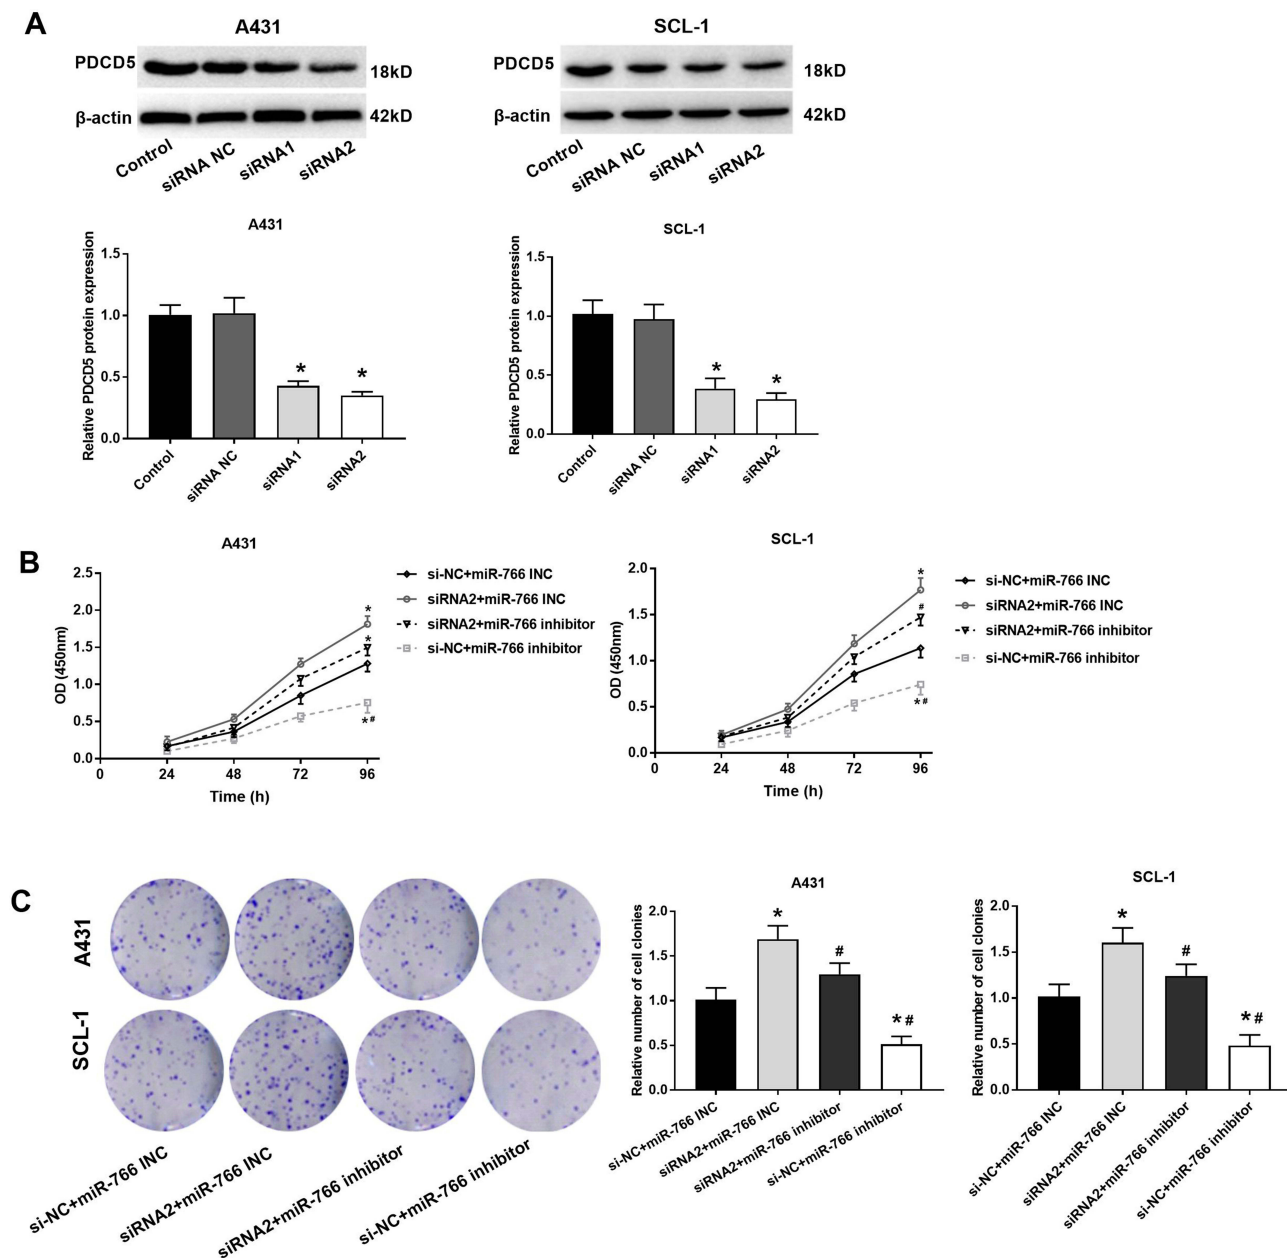 A
A431
SCL-1
PDCD5
18kD
PDCD5
18kD
β-actin
42kD
β-actin
42kD
Control
siRNA NC
siRNA1
siRNA2
Control
siRNA NC
siRNA1
siRNA2
A431
Relative PDCD5 protein expression
1.5
1.0
0.5
0.0
*
*
Control
siRNA NC
siRNA1
siRNA2
SCL-1
Relative PDCD5 protein expression
1.5
1.0
0.5
0.0
*
*
Control
siRNA NC
siRNA1
siRNA2
B
A431
OD (450nm)
2.5
2.0
1.5
1.0
0.5
0.0
*
*
*#
0
24
48
72
96
Time (h)
si-NC+miR-766 INC
siRNA2+miR-766 INC
siRNA2+miR-766 inhibitor
si-NC+miR-766 inhibitor
SCL-1
OD (450nm)
2.0
1.5
1.0
0.5
0.0
*
#
*#
0
24
48
72
96
Time (h)
si-NC+miR-766 INC
siRNA2+miR-766 INC
siRNA2+miR-766 inhibitor
si-NC+miR-766 inhibitor
C
A431
SCL-1
si-NC+miR-766 INC
siRNA2+miR-766 INC
siRNA2+miR-766 inhibitor
si-NC+miR-766 inhibitor
A431
Relative number of cell clonies
2.0
1.5
1.0
0.5
0.0
*
#
*#
si-NC+miR-766 INC
siRNA2+miR-766 INC
siRNA2+miR-766 inhibitor
si-NC+miR-766 inhibitor
SCL-1
Relative number of cell clonies
2.0
1.5
1.0
0.5
0.0
*
#
*#
si-NC+miR-766 INC
siRNA2+miR-766 INC
siRNA2+miR-766 inhibitor
si-NC+miR-766 inhibitor